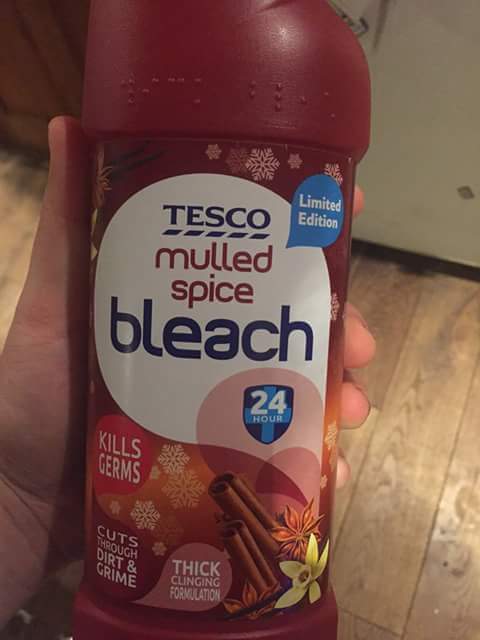 TESCO
mulled
spice
bleach
Limited
Edition
24
HOUR
KILLS
GERMS
CUTS
THROUGH
DIRT &
GRIME
THICK
CLINGING
FORMULATION